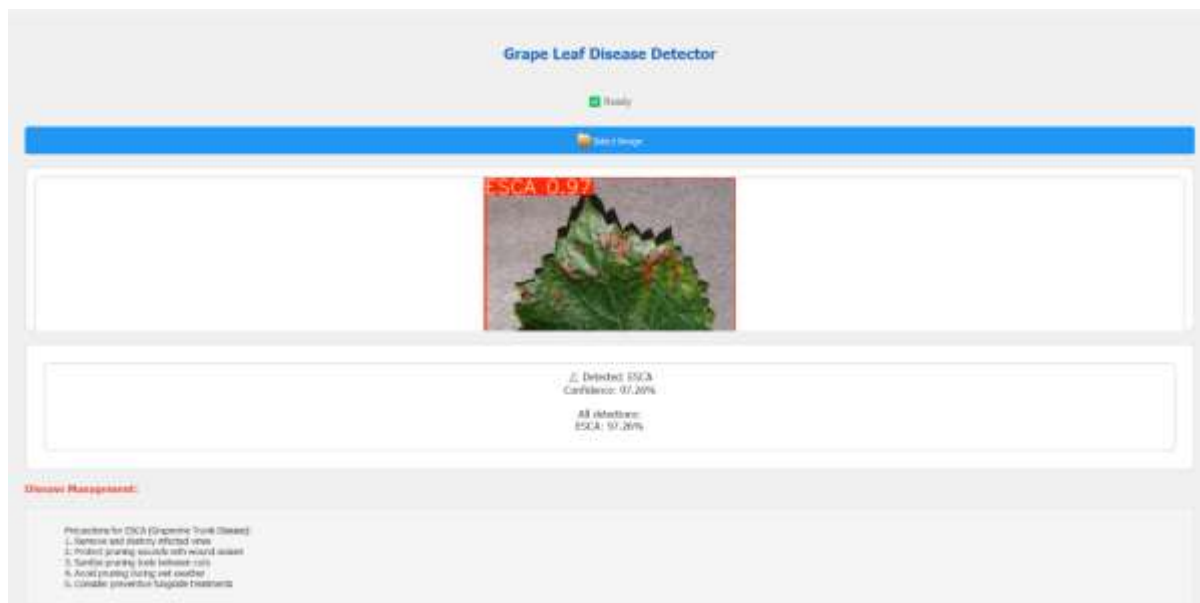 Grape Leaf Disease Detector
Ready
Select Image
ESCA 0.97
Detected: ESCA
Confidence: 97.26%
All detections:
ESCA: 97.26%
Disease Management:
Precautions for ESCA (Grapevine Trunk Disease):
1. Remove and destroy infected vines
2. Protect pruning wounds with wound sealant
3. Sanitize pruning tools between cuts
4. Avoid pruning during wet weather
5. Consider preventive fungicide treatments